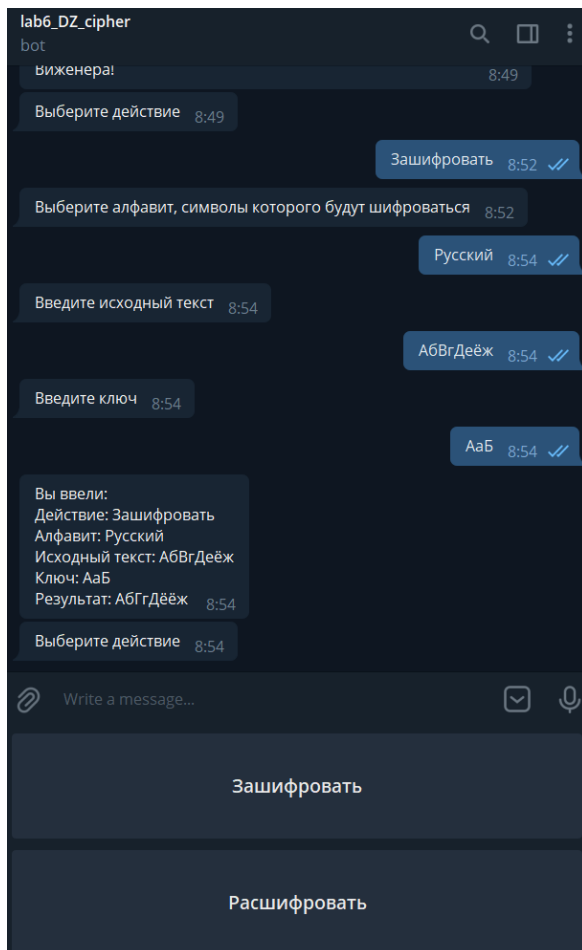 lab6_DZ_cipher
bot
Виженера!
8:49
Выберите действие 8:49
Зашифровать 8:52
Выберите алфавит, символы которого будут шифроваться 8:52
Русский 8:54
Введите исходный текст 8:54
АбВгДеёж 8:54
Введите ключ 8:54
АаБ 8:54
Вы ввели:
Действие: Зашифровать
Алфавит: Русский
Исходный текст: АбВгДеёж
Ключ: АаБ
Результат: АбГгДёёж 8:54
Выберите действие 8:54
Write a message...
Зашифровать
Расшифровать